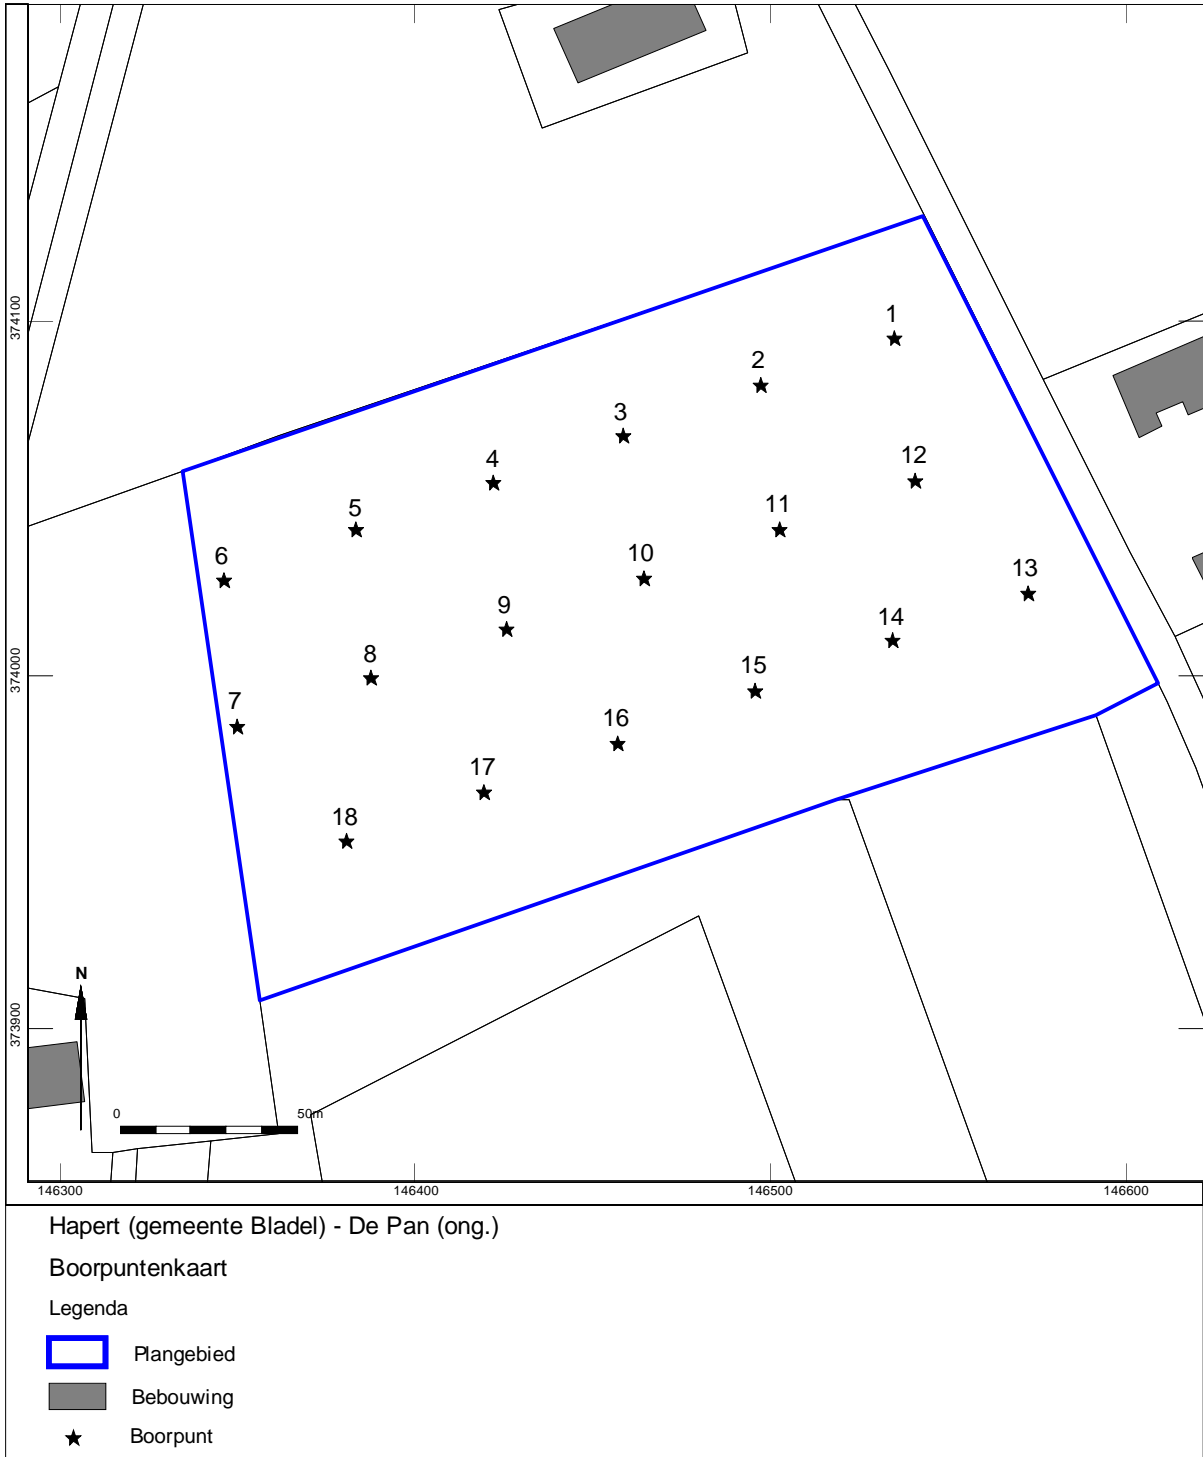 374100
374000
373900
1
2
3
4
5
6
12
11
10
9
8
7
13
14
15
16
17
18
N
0 50m
146300 146400 146500 146600
Hapert (gemeente Bladel) - De Pan (ong.)
Boorpuntenkaart
Legenda
Plangebied
Bebouwing
Boorpunt